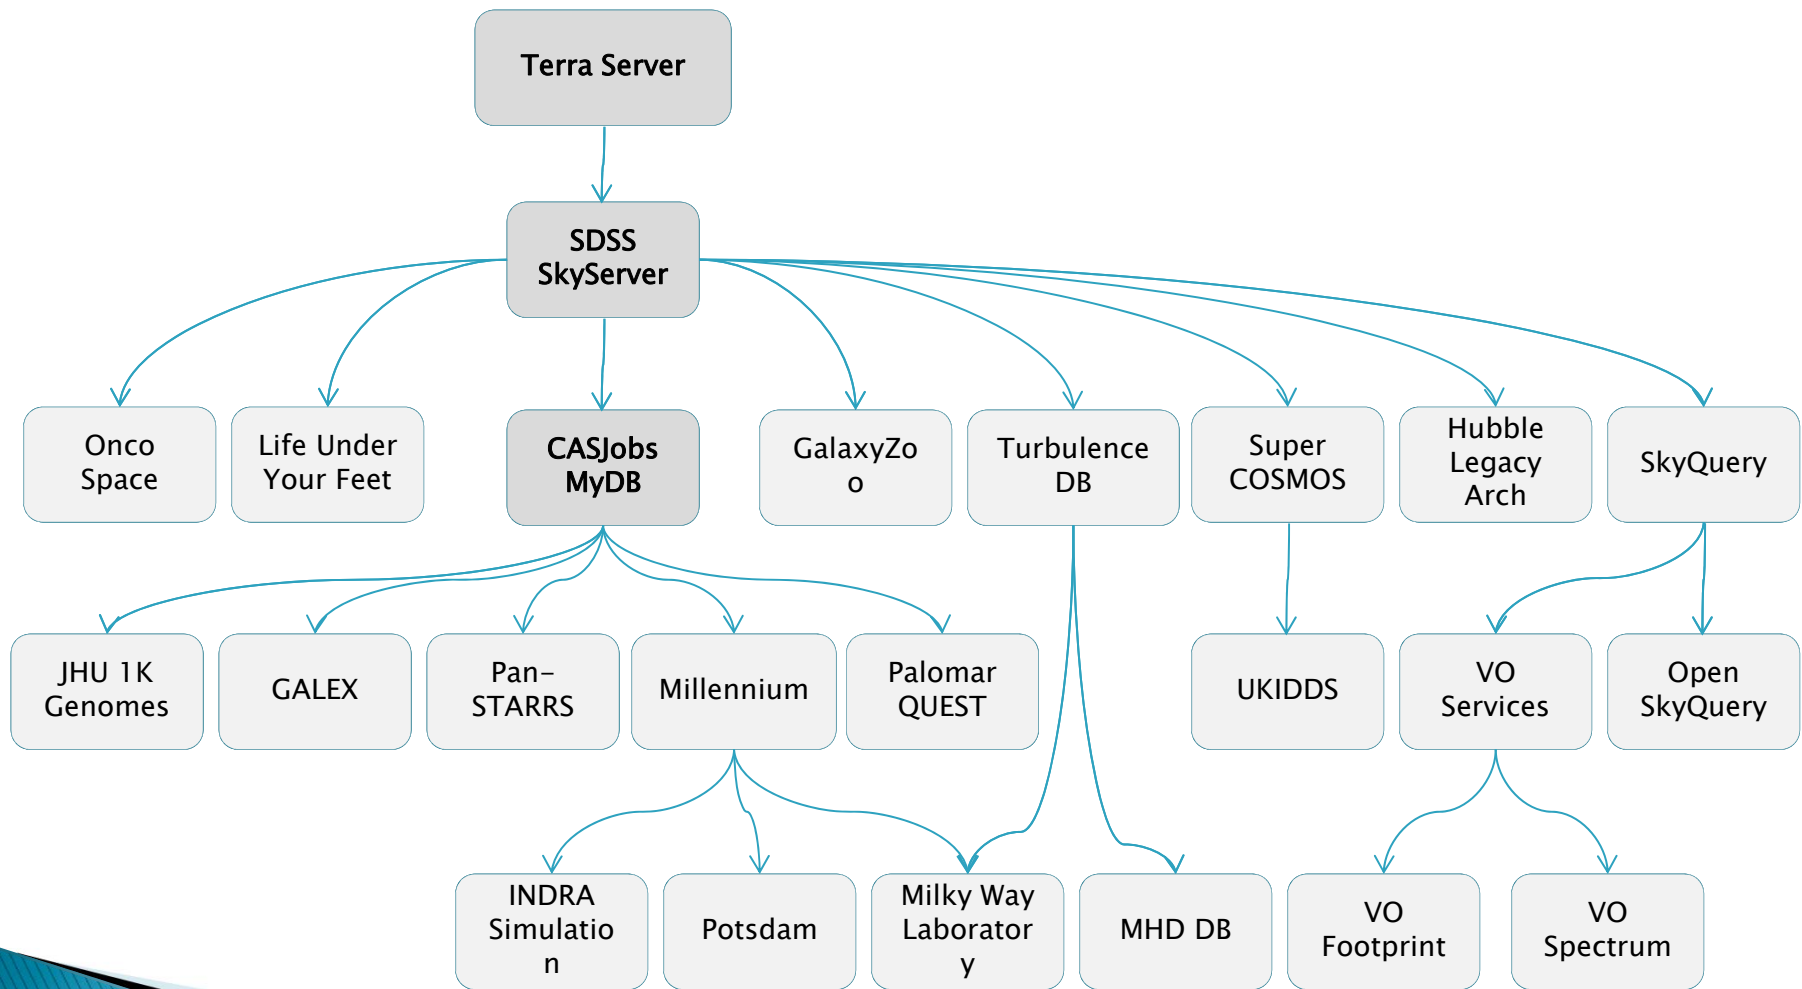 Terra Server
SDSS
SkyServer
Onco
Space
Life Under
Your Feet
CASJobs
MyDB
GalaxyZo
o
Turbulence
DB
Super
COSMOS
Hubble
Legacy
Arch
SkyQuery
JHU 1K
Genomes
GALEX
Pan-
STARRS
Millennium
Palomar
QUEST
UKIDDS
VO
Services
Open
SkyQuery
INDRA
Simulatio
n
Potsdam
Milky Way
Laborator
y
MHD DB
VO
Footprint
VO
Spectrum